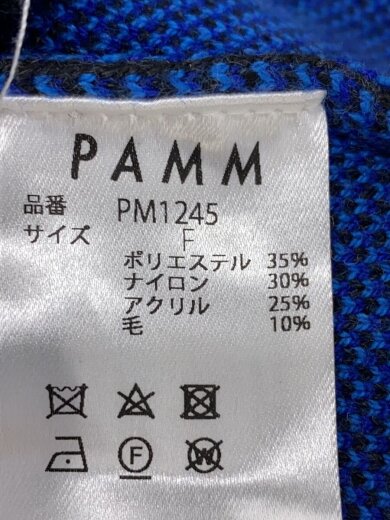 PAMM
品番 PM1245
サイズ F
ポリエステル 35%
ナイロン 30%
アクリル 25%
毛 10%
F
W